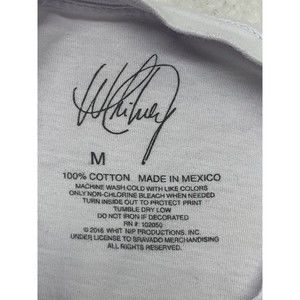 Whitney
M
100% COTTON MADE IN MEXICO
MACHINE WASH COLD WITH LIKE COLORS
ONLY NON-CHLORINE BLEACH WHEN NEEDED
TURN INSIDE OUT TO PROTECT PRINT
TUMBLE DRY LOW
DO NOT IRON IF DECORATED
RN #: 102050
© 2016 WHIT NIP PRODUCTIONS, INC.
UNDER LICENSE TO BRAVADO MERCHANDISING
ALL RIGHTS RESERVED.